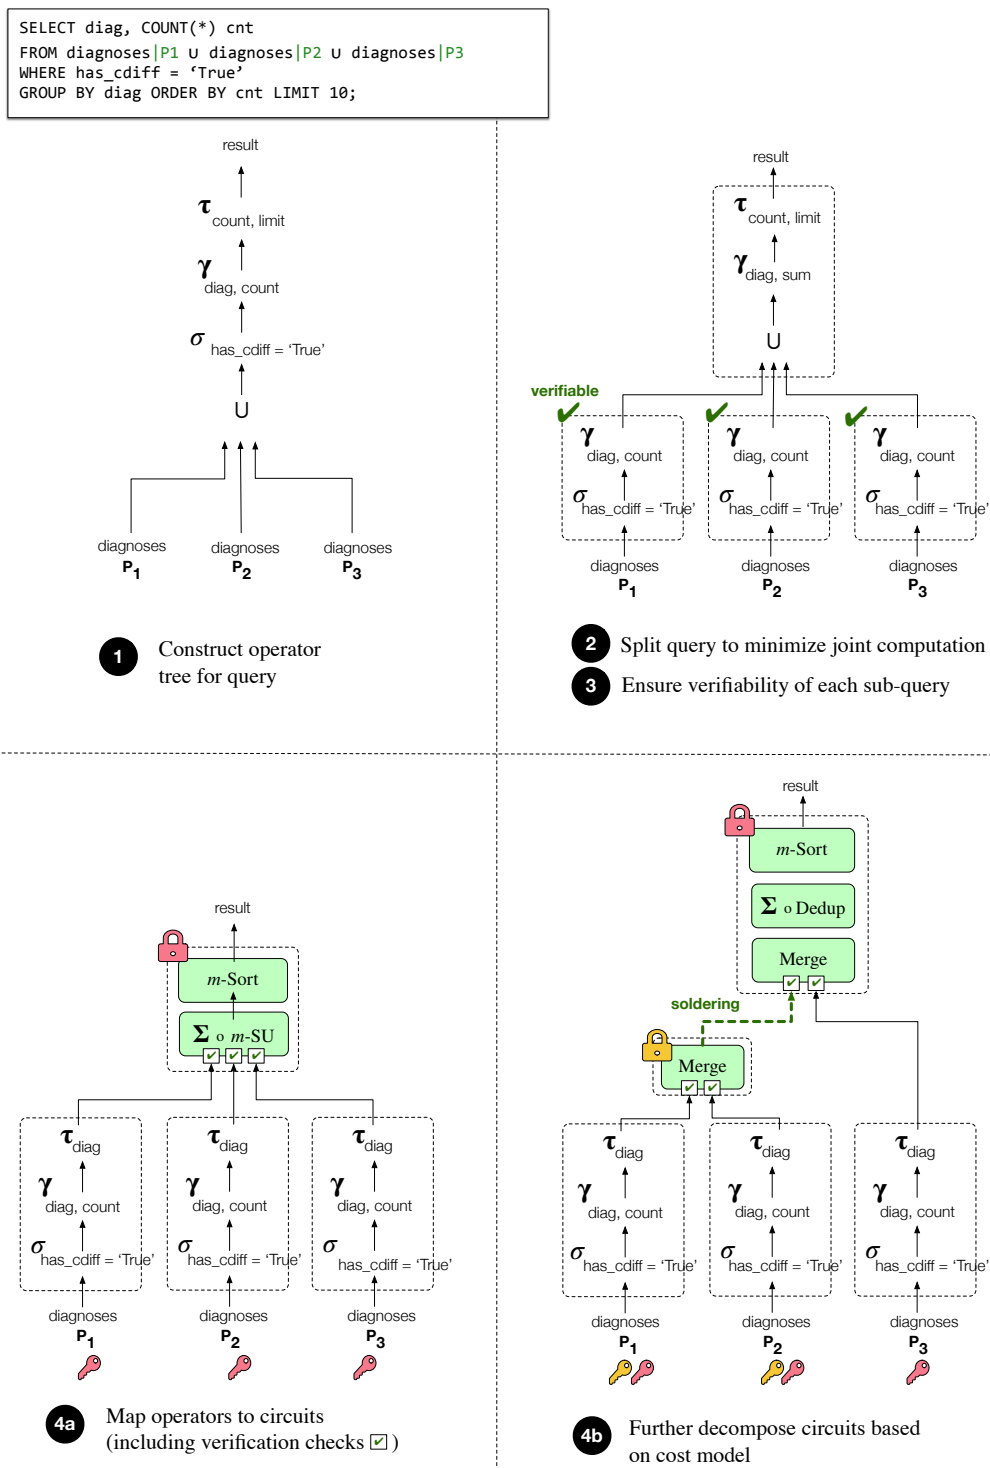 SELECT diag, COUNT(*) cnt
FROM diagnoses|P1 ∪ diagnoses|P2 ∪ diagnoses|P3
WHERE has_cdiff = ‘True’
GROUP BY diag ORDER BY cnt LIMIT 10;
result
τ count, limit
γ diag, count
σ has_cdiff = ‘True’
∪
diagnoses diagnoses diagnoses
P1 P2 P3
1 Construct operator
tree for query
result
τ count, limit
γ diag, sum
∪
verifiable
γ γ γ
diag, count diag, count diag, count
σ has_cdiff = ‘True’ σ has_cdiff = ‘True’ σ has_cdiff = ‘True’
diagnoses diagnoses diagnoses
P1 P2 P3
2 Split query to minimize joint computation
3 Ensure verifiability of each sub-query
result
m-Sort
Σ o m-SU
τ diag τ diag τ diag
γ γ γ
diag, count diag, count diag, count
σ has_cdiff = ‘True’ σ has_cdiff = ‘True’ σ has_cdiff = ‘True’
diagnoses diagnoses diagnoses
P1 P2 P3
4a Map operators to circuits
(including verification checks ✔)
result
m-Sort
Σ o Dedup
Merge
soldering
Merge
τ diag τ diag τ diag
γ γ γ
diag, count diag, count diag, count
σ has_cdiff = ‘True’ σ has_cdiff = ‘True’ σ has_cdiff = ‘True’
diagnoses diagnoses diagnoses
P1 P2 P3
4b Further decompose circuits based
on cost model